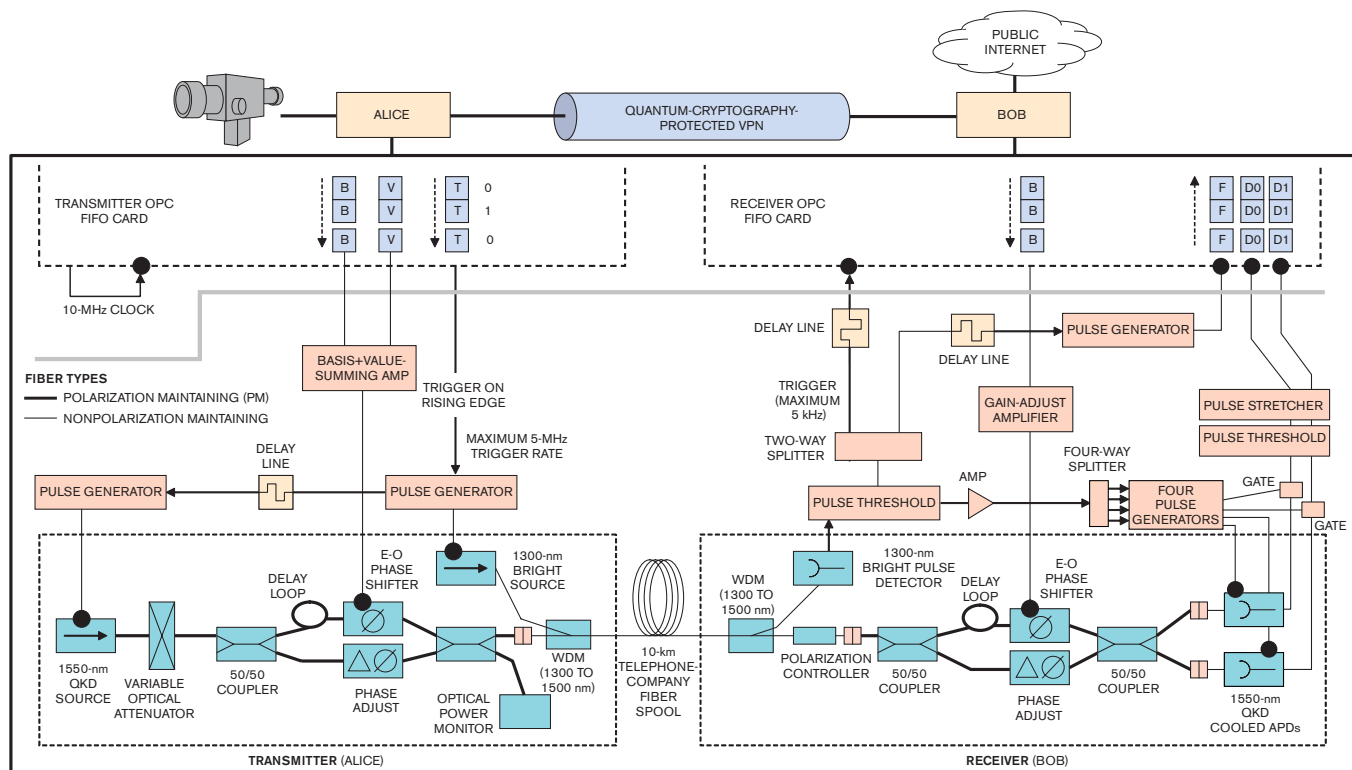 PUBLIC
INTERNET
ALICE
QUANTUM-CRYPTOGRAPHY-
PROTECTED VPN
BOB
TRANSMITTER OPC
FIFO CARD
B V T 0
B V T 1
B V T 0
RECEIVER OPC
FIFO CARD
B F D0 D1
B F D0 D1
B F D0 D1
10-MHz CLOCK
DELAY LINE
DELAY LINE
PULSE GENERATOR
BASIS+VALUE-
SUMMING AMP
FIBER TYPES
POLARIZATION MAINTAINING (PM)
NONPOLARIZATION MAINTAINING
TRIGGER ON
RISING EDGE
TRIGGER
(MAXIMUM
5 kHz)
GAIN-ADJUST
AMPLIFIER
PULSE STRETCHER
PULSE THRESHOLD
MAXIMUM 5-MHz
TRIGGER RATE
TWO-WAY
SPLITTER
FOUR-WAY
SPLITTER
DELAY
LINE
PULSE GENERATOR
PULSE GENERATOR
PULSE THRESHOLD
AMP
FOUR
PULSE
GENERATORS
GATE
GATE
E-O
PHASE
SHIFTER
1300-nm
BRIGHT
SOURCE
DELAY
LOOP
WDM
(1300 TO
1500 nm)
1300-nm
BRIGHT PULSE
DETECTOR
DELAY
LOOP
E-O
PHASE
SHIFTER
1550-nm
QKD
SOURCE
VARIABLE
OPTICAL
ATTENUATOR
50/50
COUPLER
PHASE
ADJUST
OPTICAL
POWER
MONITOR
WDM
(1300 TO
1500 nm)
10-km
TELEPHONE-
COMPANY
FIBER
SPOOL
POLARIZATION
CONTROLLER
50/50
COUPLER
PHASE
ADJUST
50/50
COUPLER
1550-nm
QKD
COOLED APDs
TRANSMITTER (ALICE)
RECEIVER (BOB)